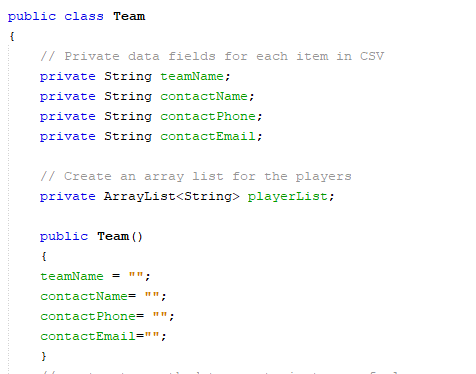 public class Team
{
// Private data fields for each item in CSV
private String teamName;
private String contactName;
private String contactPhone;
private String contactEmail;
// Create an array list for the players
private ArrayList<String> playerList;
public Team()
{
teamName = "";
contactName= "";
contactPhone= "";
contactEmail="";
}